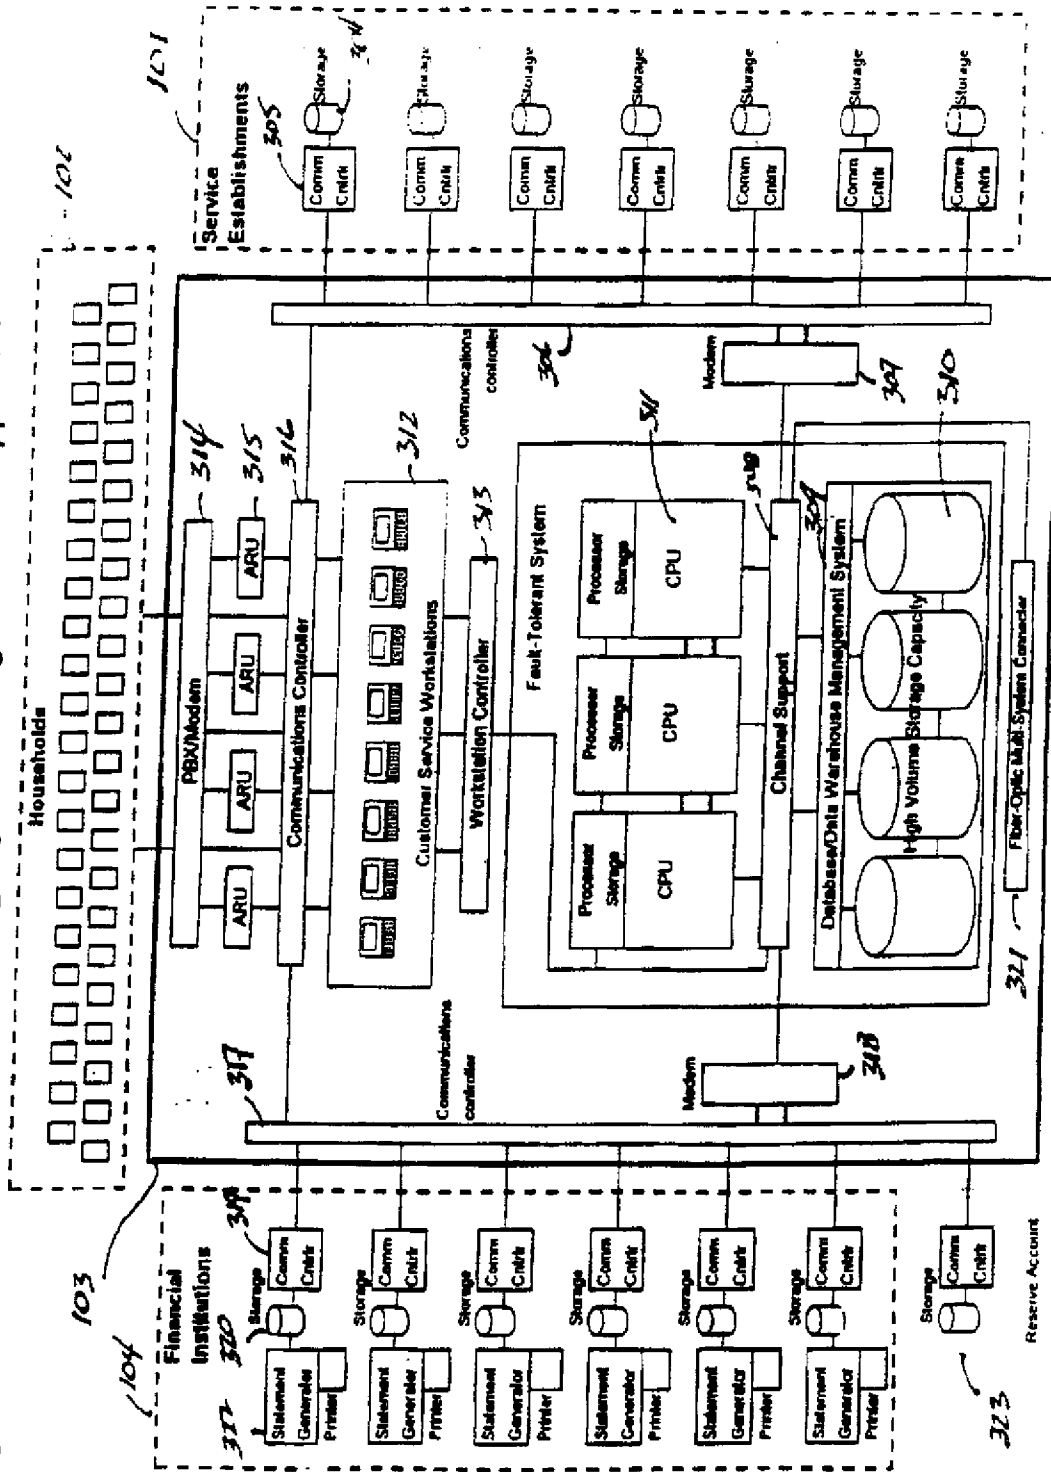 Households
102
103
104
101
Financial
Institutions
Service
Establishments
PBX/Modem
314
ARU
ARU
ARU
ARU
315
Communications Controller
316
Customer Service Workstations
312
Workstation Controller
313
Communications
controller
317
Communications
controller
306
Fault-Tolerant System
Processor
Storage
CPU
Processor
Storage
CPU
Processor
Storage
CPU
311
Channel Support
Modem
318
Modem
307
Database/Data Warehouse Management System
309
High Volume Storage Capacity
310
Fiber-Optic Multi-System Connector
321
322
320
319
Statement
Generator
Printer
Storage
Comm
Cntrlr
Statement
Generator
Printer
Storage
Comm
Cntrlr
Statement
Generator
Printer
Storage
Comm
Cntrlr
Statement
Generator
Printer
Storage
Comm
Cntrlr
Statement
Generator
Printer
Storage
Comm
Cntrlr
Statement
Generator
Printer
Storage
Comm
Cntrlr
Storage
Comm
Cntrlr
Reserve Account
323
305
Comm
Cntrlr
Storage
Comm
Cntrlr
Storage
Comm
Cntrlr
Storage
Comm
Cntrlr
Storage
Comm
Cntrlr
Storage
Comm
Cntrlr
Storage
Comm
Cntrlr
Storage